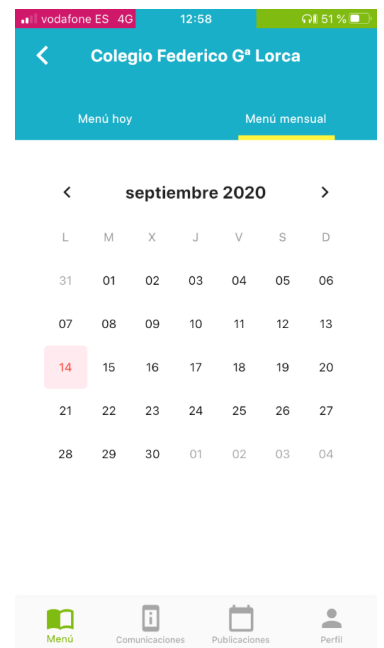 vodafone ES 4G 12:58 51 %
Colegio Federico Gª Lorca
Menú hoy Menú mensual
septiembre 2020
L M X J V S D
31 01 02 03 04 05 06
07 08 09 10 11 12 13
14 15 16 17 18 19 20
21 22 23 24 25 26 27
28 29 30 01 02 03 04
Menú Comunicaciones Publicaciones Perfil